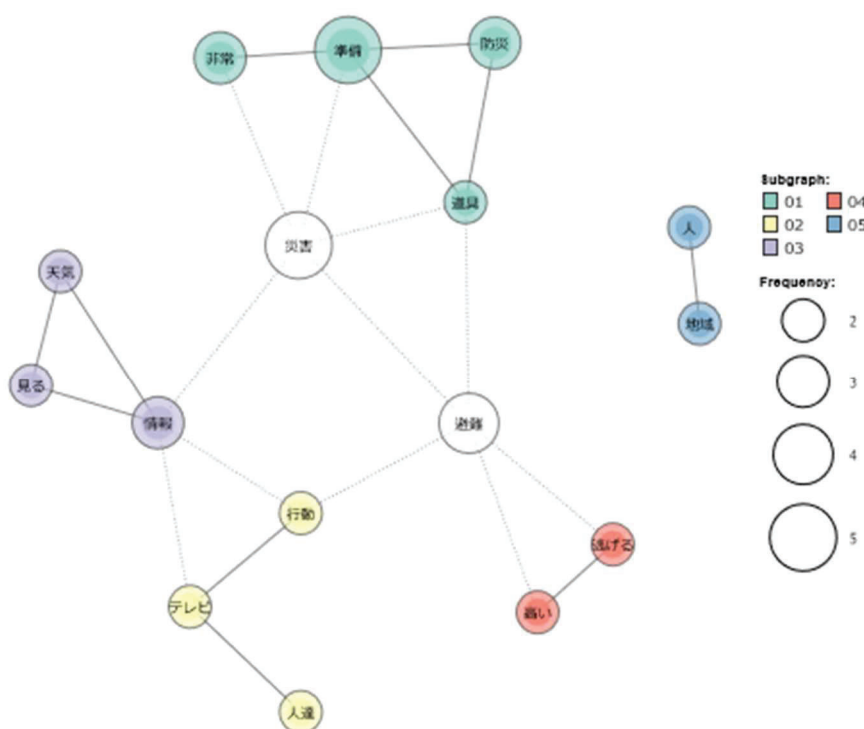 非常
準備
防災
道具
災害
天気
見る
情報
避難
行動
テレビ
人達
逃げる
高い
人
地域
Subgraph:
01 04
02 05
03
Frequency:
2
3
4
5